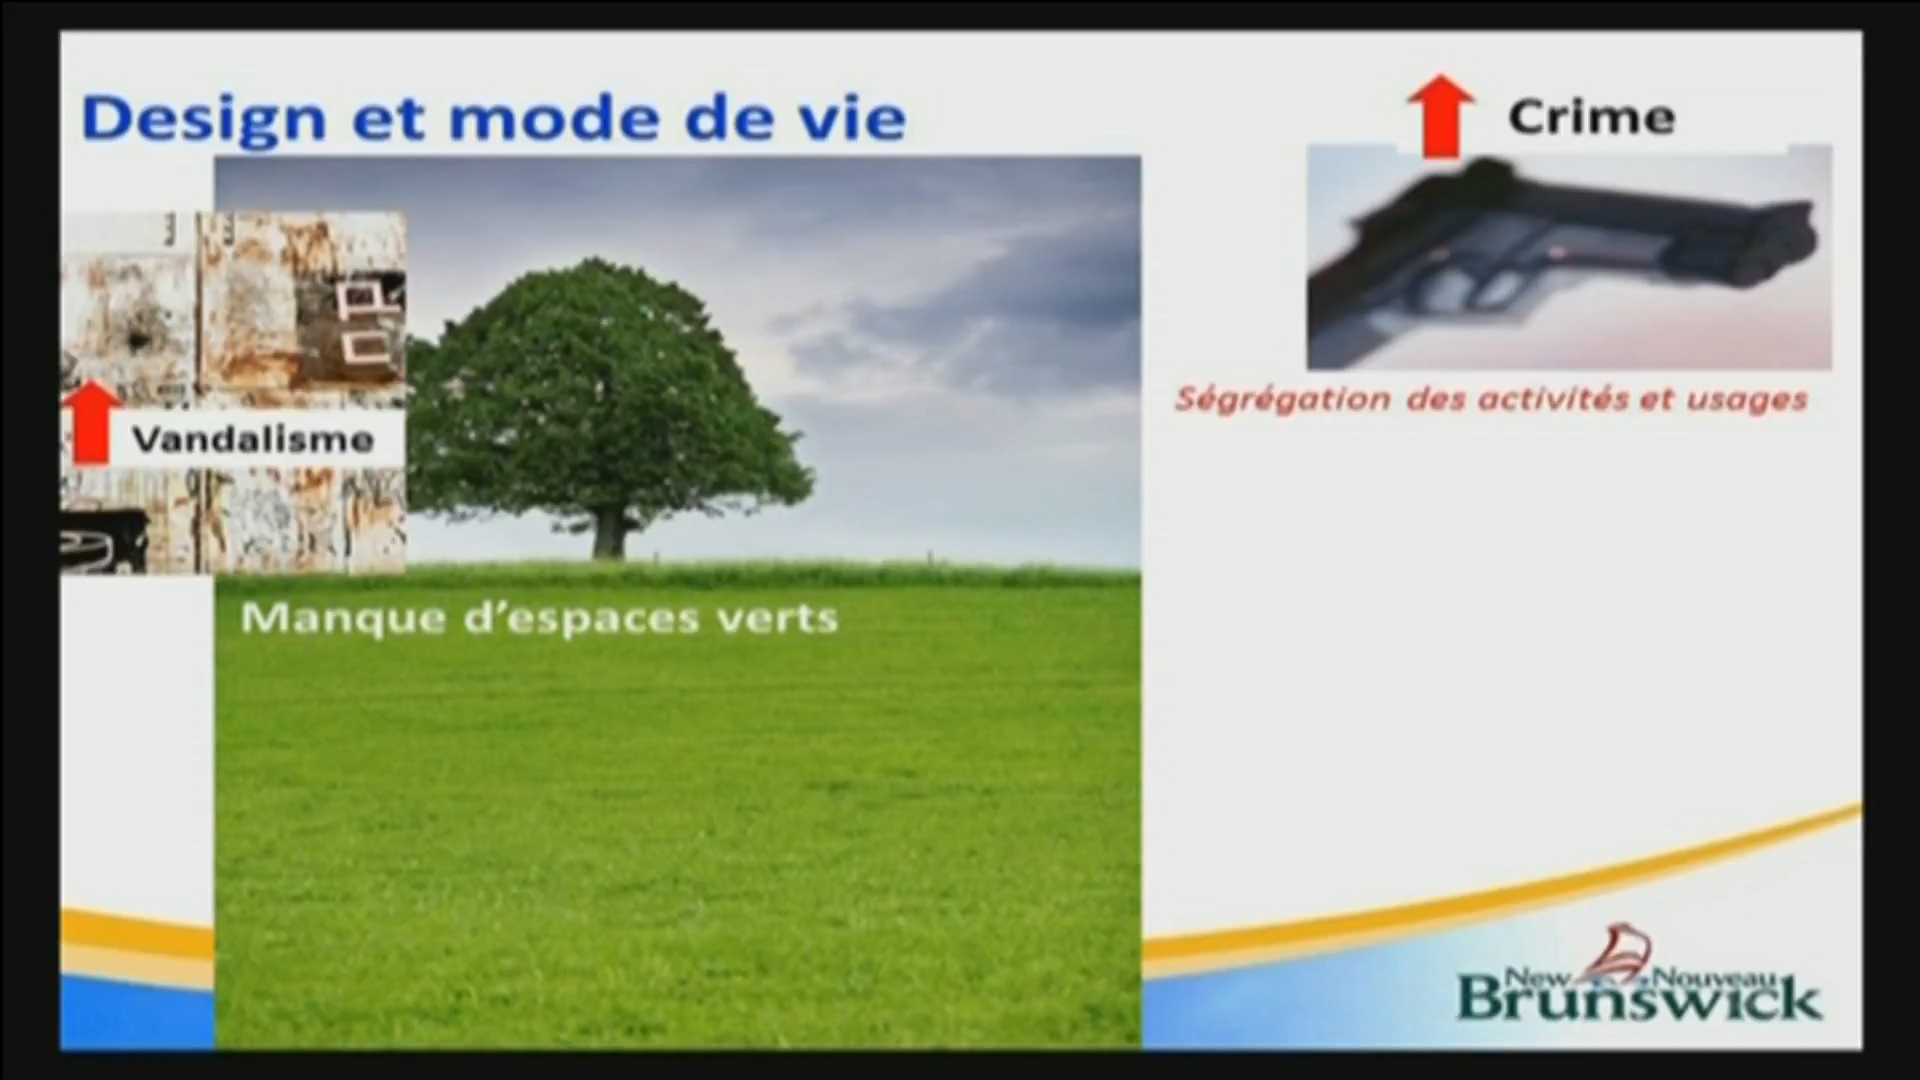 Design et mode de vie
Crime
Ségrégation des activités et usages
Vandalisme
Manque d'espaces verts
New Nouveau
Brunswick